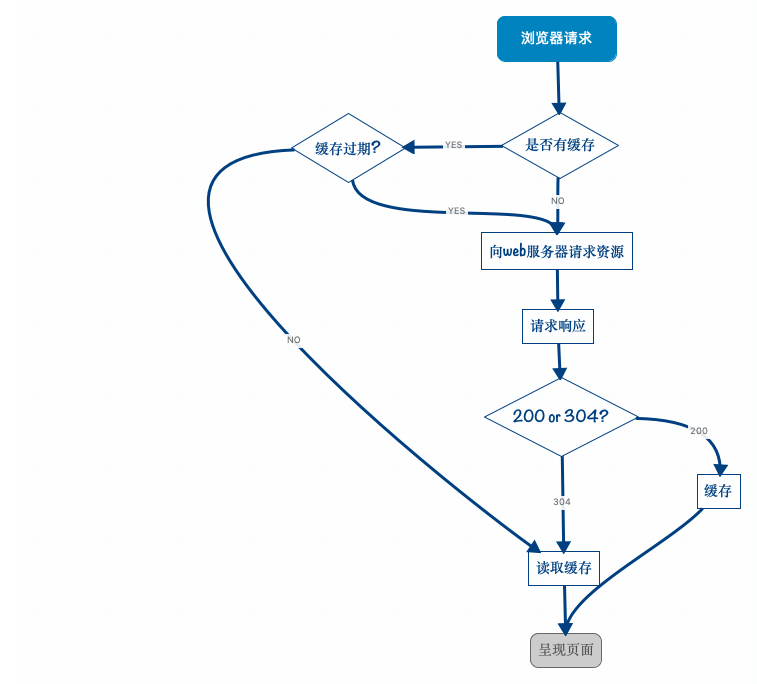 浏览器请求
是否有缓存
YES
缓存过期?
NO
YES
向web服务器请求资源
请求响应
NO
200 or 304?
200
缓存
304
读取缓存
呈现页面